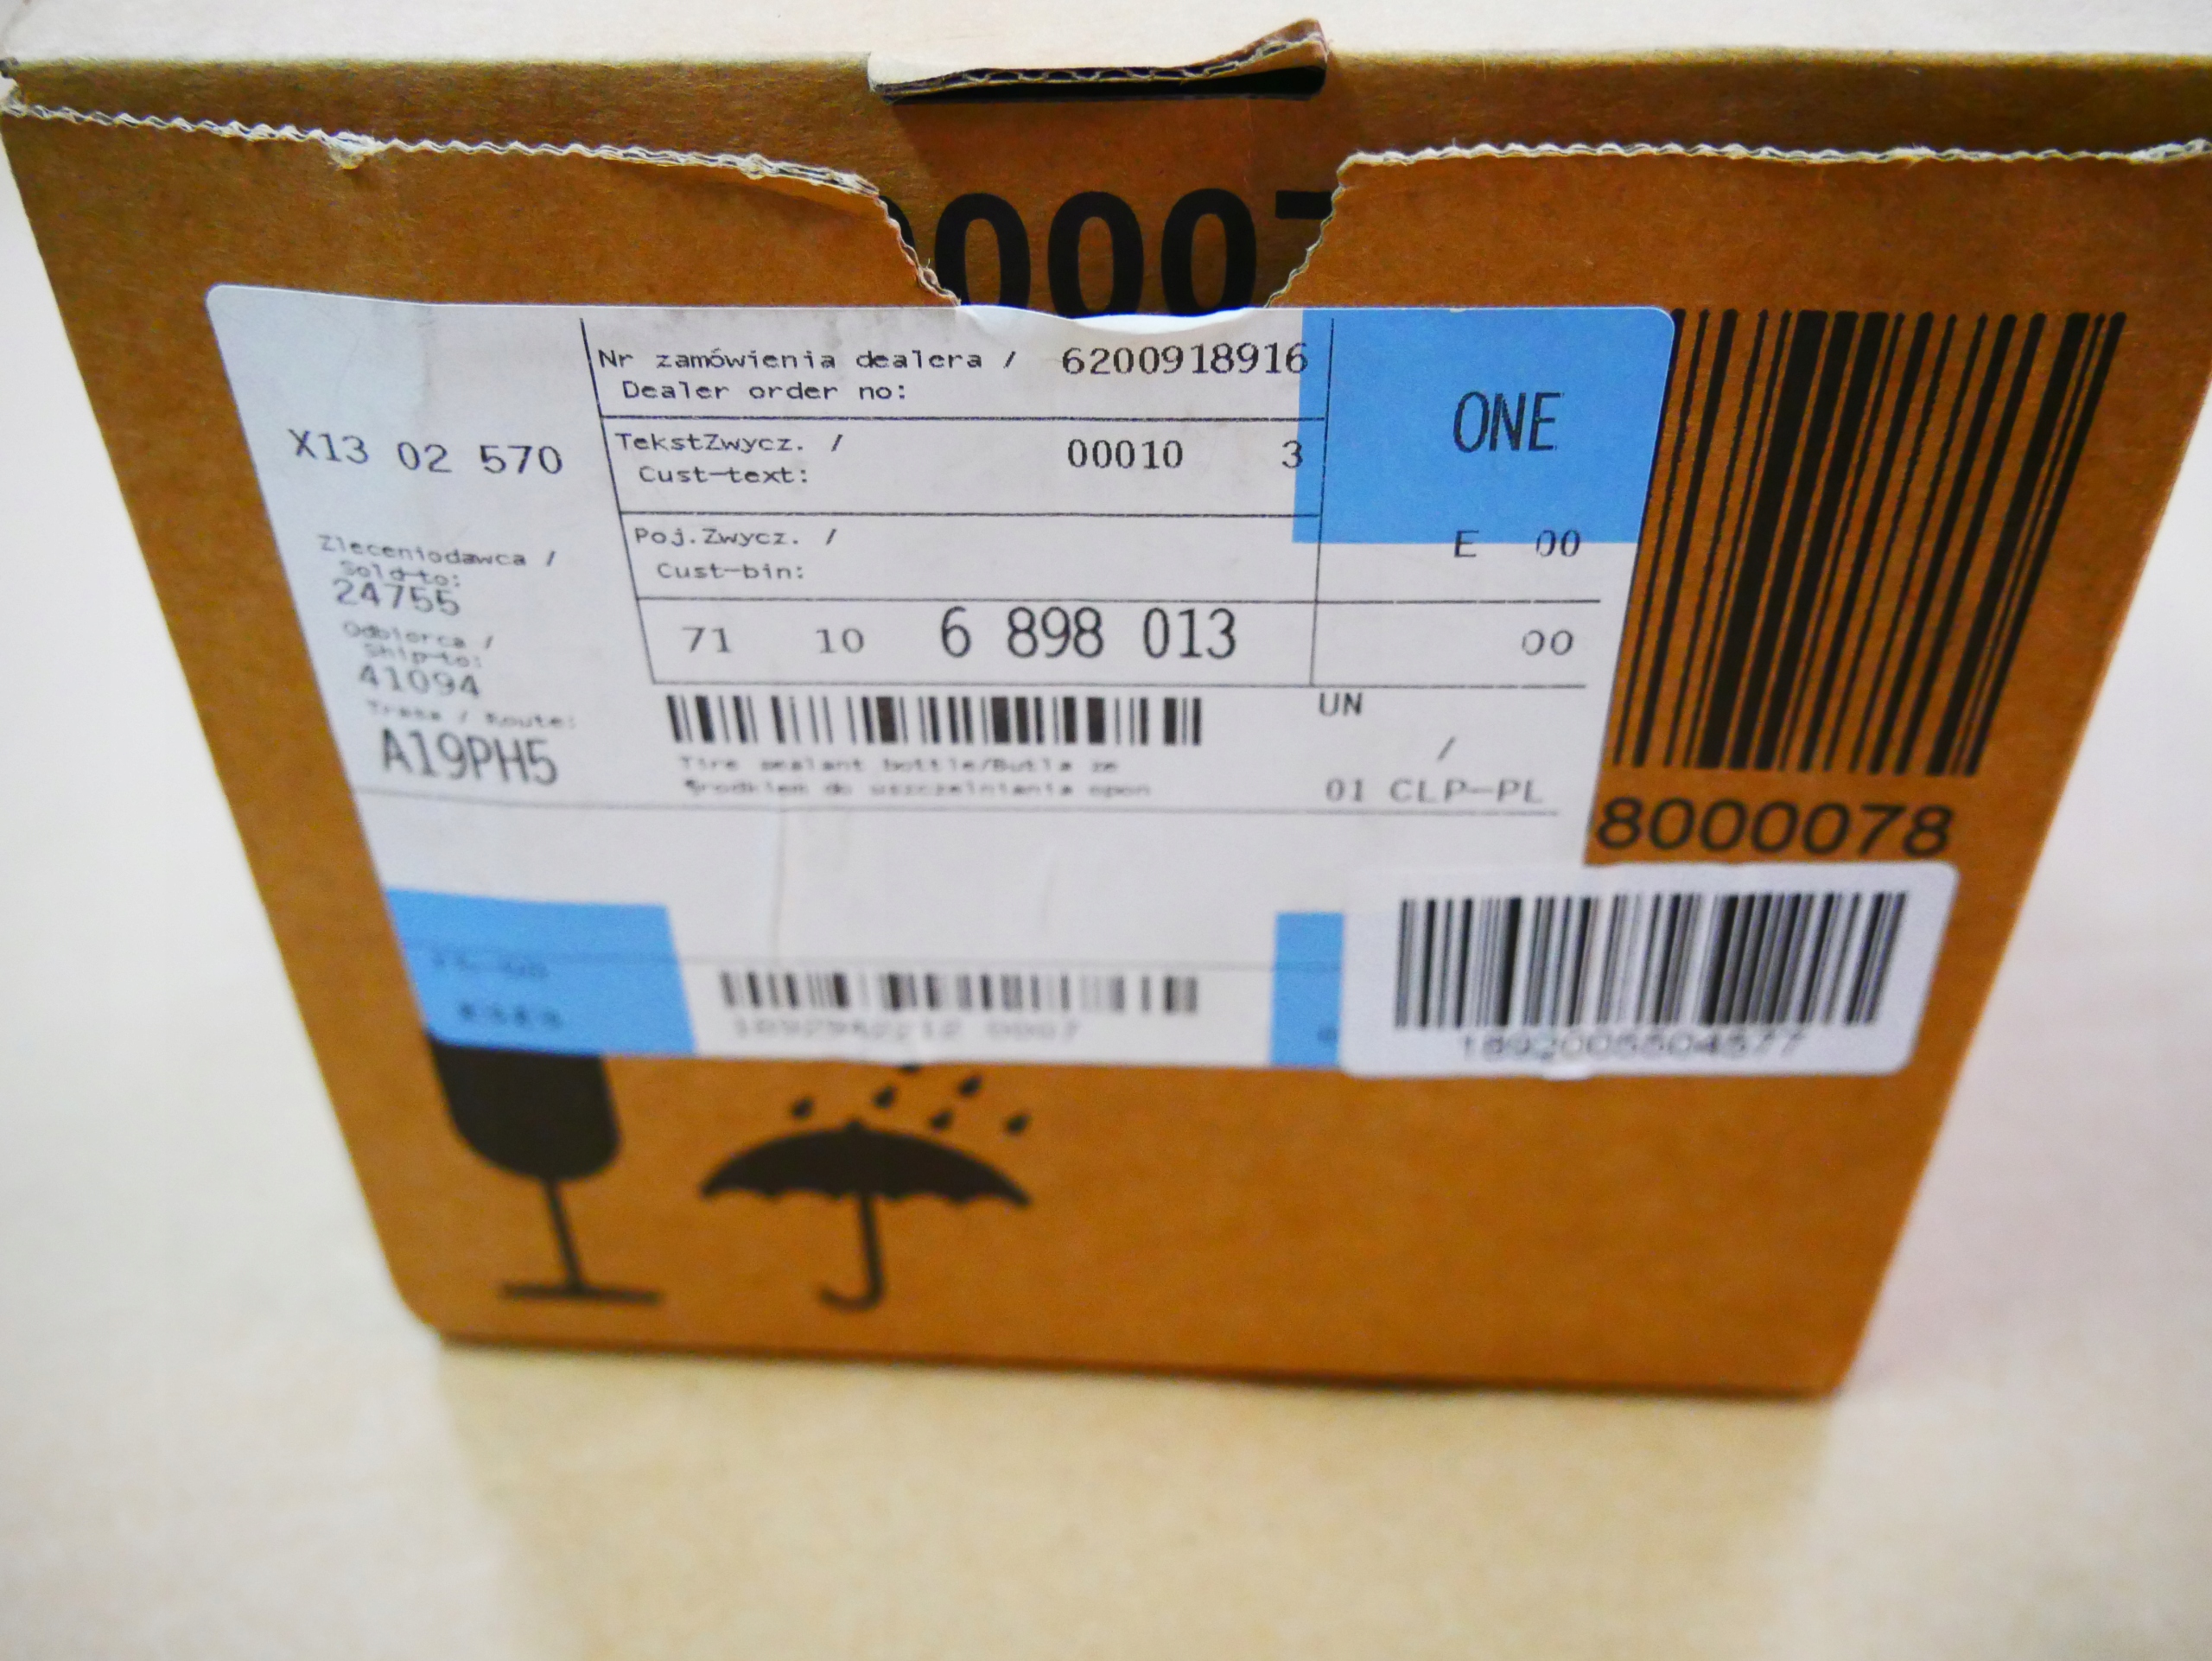 000
Nr zamówienia dealera / 6200918916
Dealer order no:
ONE
X13 02 570
TekstZwycz. / 00010 3
Cust-text:
Poj.Zwycz. /
Cust-bin:
E 00
Zleceniodawca /
Sold-to:
24755
71 10 6 898 013 00
Odbiorca /
Ship-to:
41094
Trasa / Route:
A19PH5
UN
/
Tire sealant bottle/Butla ze
środkiem do uszczelniania opon
01 CLP-PL
8000078
1892005504577